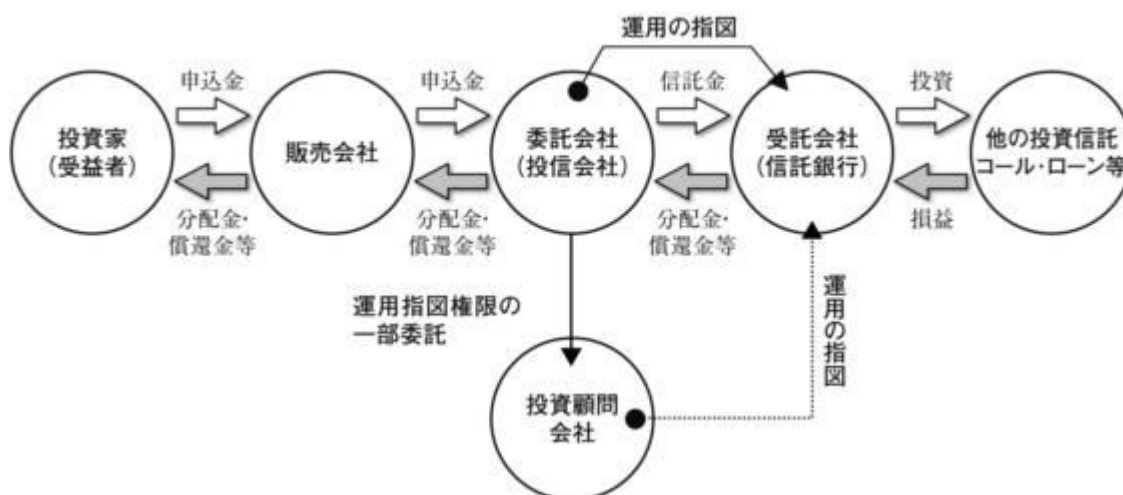 運用の指図
申込金
申込金
信託金
投資
投資家
(受益者)
販売会社
委託会社
(投信会社)
受託会社
(信託銀行)
他の投資信託
コール・ローン等
分配金・
償還金等
分配金・
償還金等
分配金・
償還金等
損益
運用指図権限の
一部委託
運用の指図
投資顧問
会社